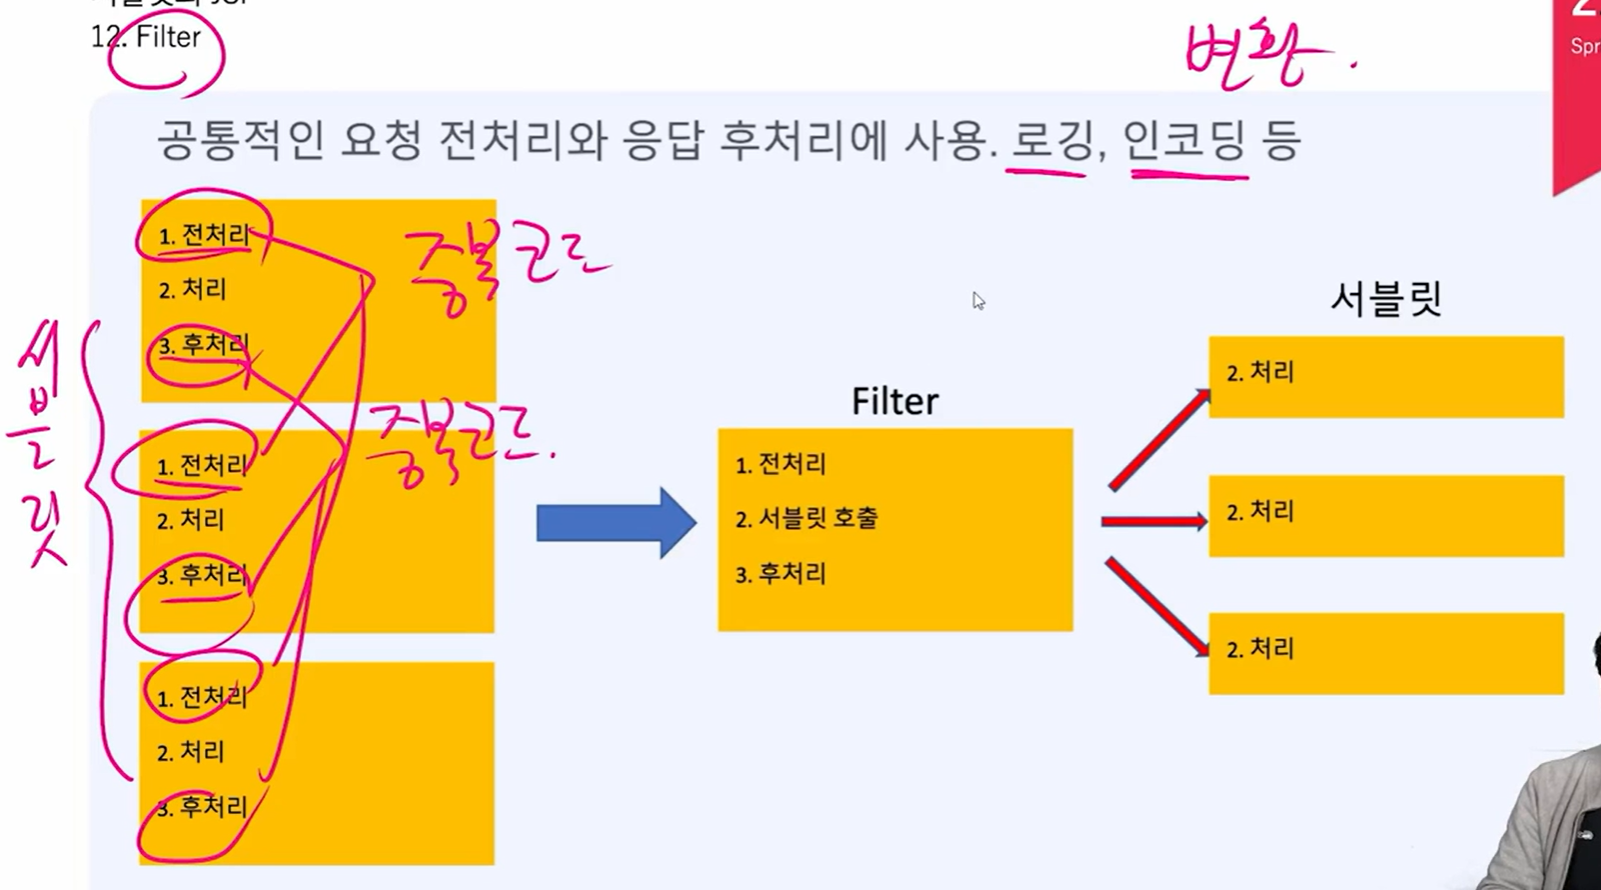 12. Filter
변환.
Spr
공통적인 요청 전처리와 응답 후처리에 사용. 로깅, 인코딩 등
서블릿
1. 전처리
2. 처리
3. 후처리
중복코드
1. 전처리
2. 처리
3. 후처리
중복코드.
1. 전처리
2. 처리
3. 후처리
Filter
1. 전처리
2. 서블릿 호출
3. 후처리
서블릿
2. 처리
2. 처리
2. 처리